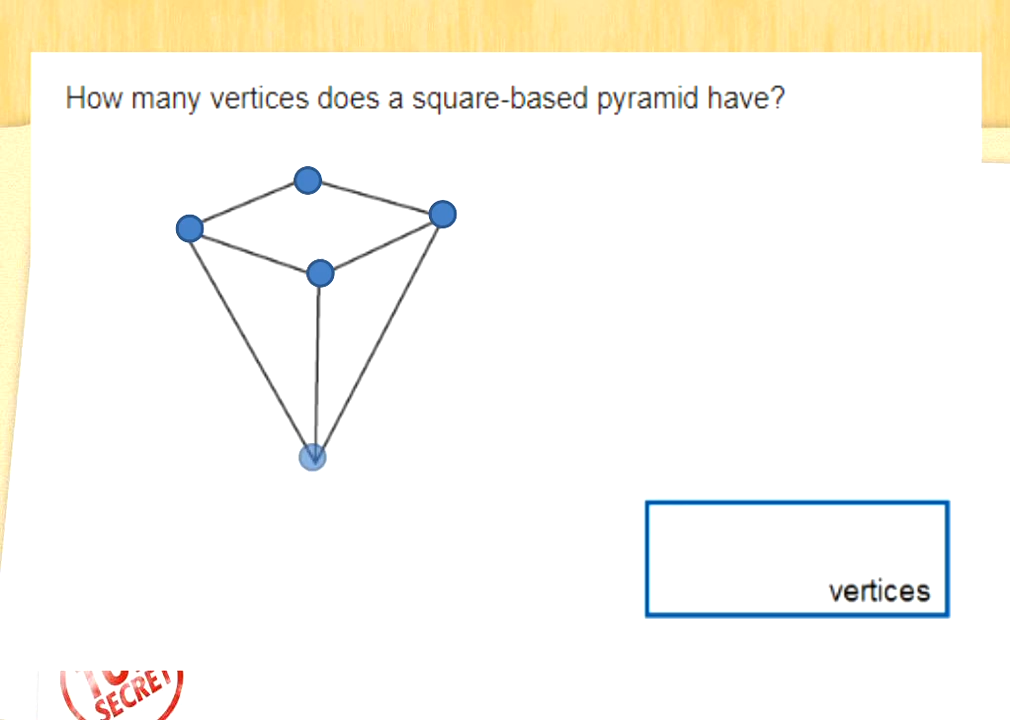 How many vertices does a square-based pyramid have?
vertices
SECRET